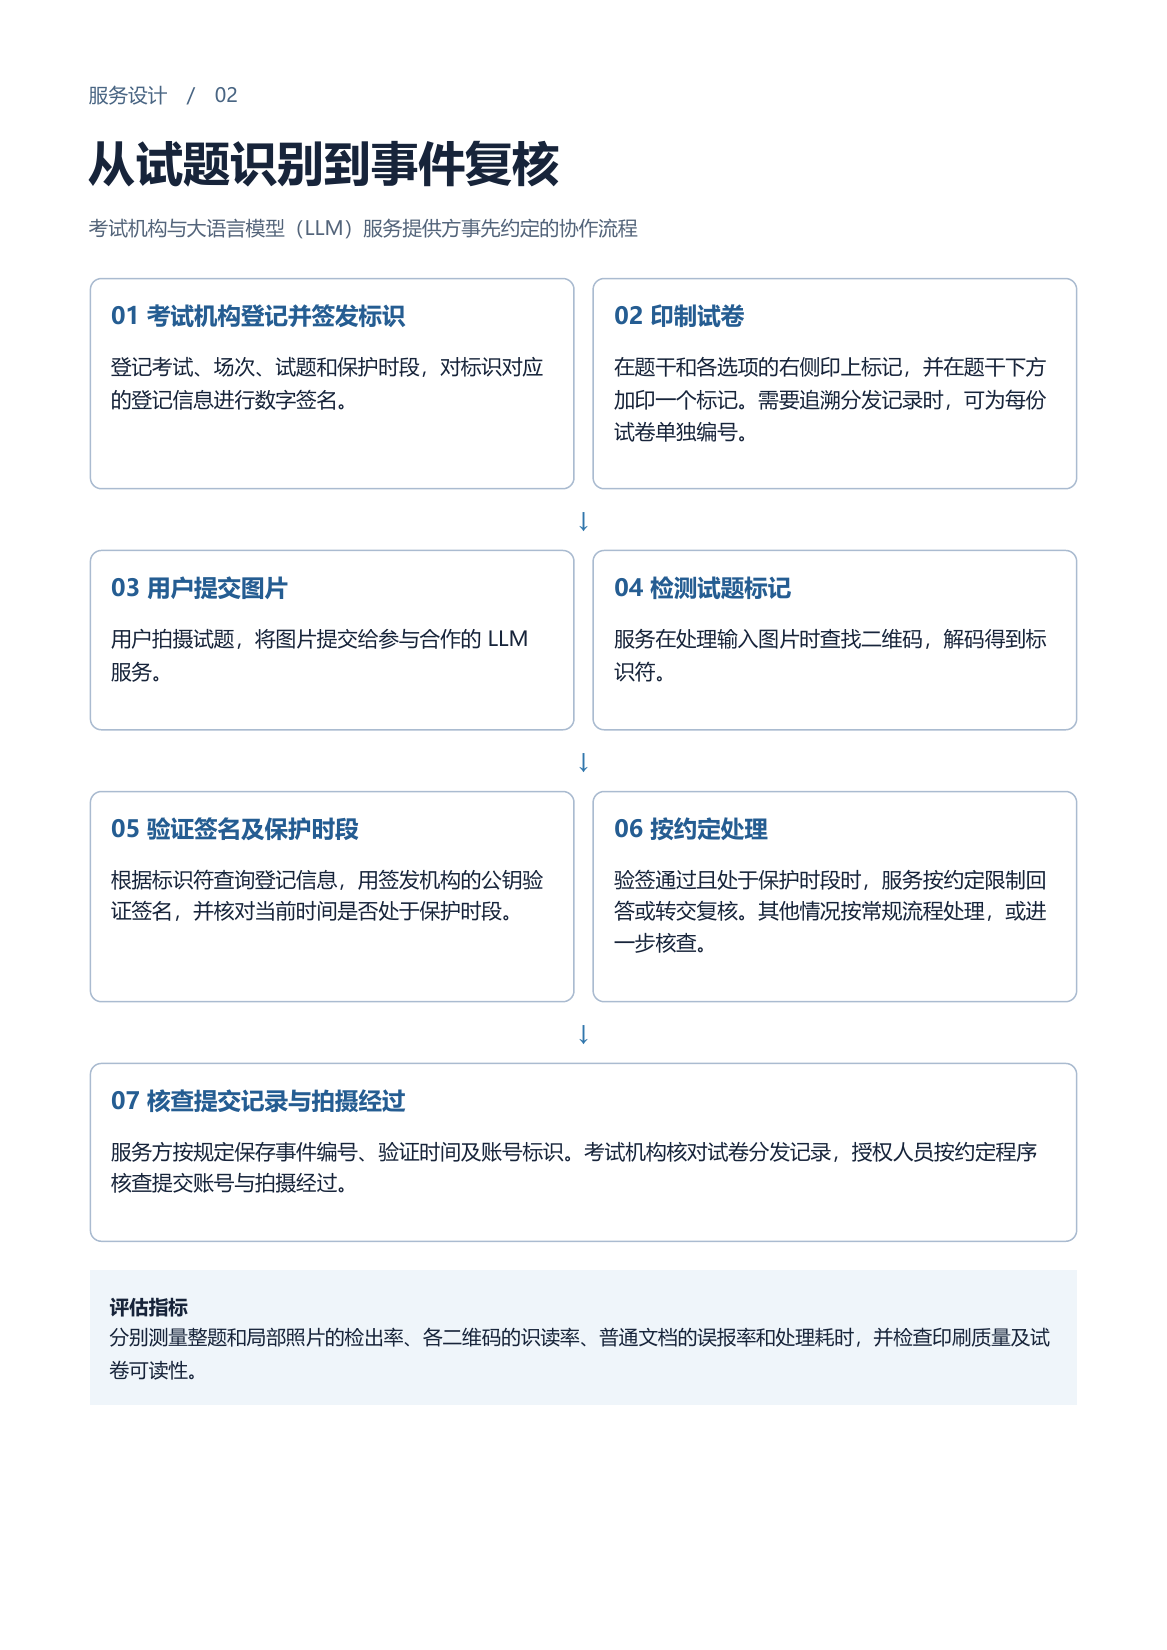 服务设计 / 02
从试题识别到事件复核
考试机构与大语言模型（LLM）服务提供方事先约定的协作流程
01 考试机构登记并签发标识
登记考试、场次、试题和保护时段，对标识对应
的登记信息进行数字签名。
02 印制试卷
在题干和各选项的右侧印上标记，并在题干下方
加印一个标记。需要追溯分发记录时，可为每份
试卷单独编号。
↓
03 用户提交图片
用户拍摄试题，将图片提交给参与合作的 LLM
服务。
04 检测试题标记
服务在处理输入图片时查找二维码，解码得到标
识符。
↓
05 验证签名及保护时段
根据标识符查询登记信息，用签发机构的公钥验
证签名，并核对当前时间是否处于保护时段。
06 按约定处理
验签通过且处于保护时段时，服务按约定限制回
答或转交复核。其他情况按常规流程处理，或进
一步核查。
↓
07 核查提交记录与拍摄经过
服务方按规定保存事件编号、验证时间及账号标识。考试机构核对试卷分发记录，授权人员按约定程序
核查提交账号与拍摄经过。
评估指标
分别测量整题和局部照片的检出率、各二维码的识读率、普通文档的误报率和处理耗时，并检查印刷质量及试
卷可读性。